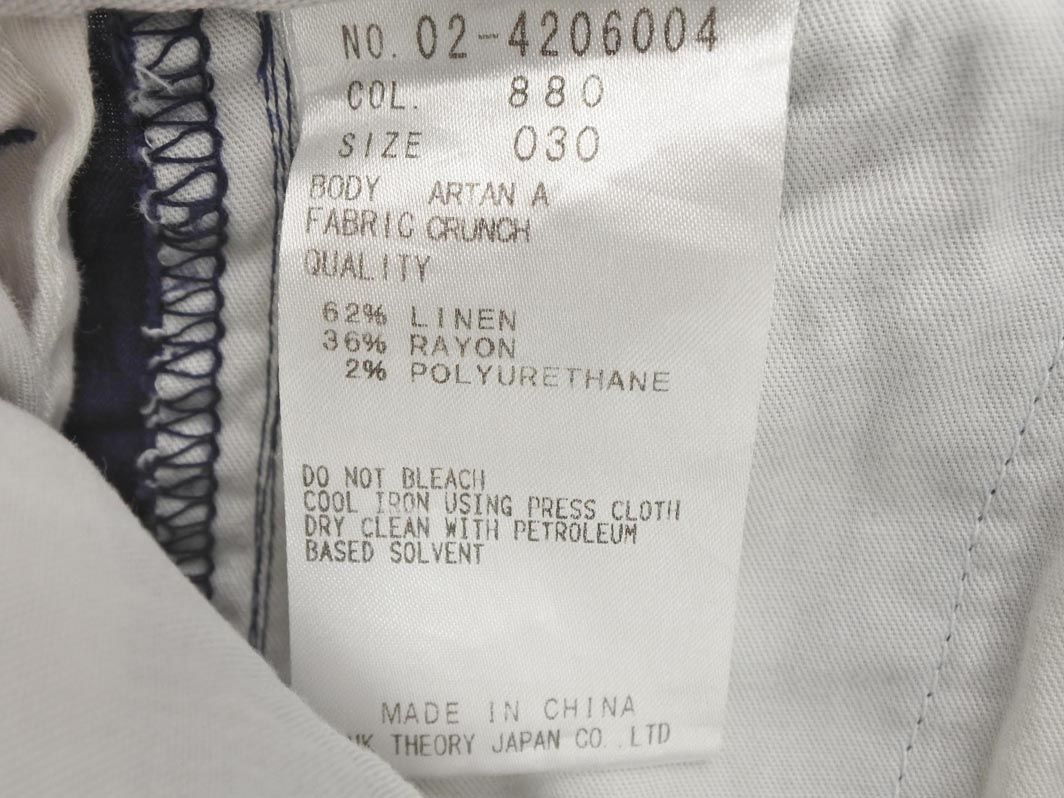 NO. 02-4206004
COL. 880
SIZE 030
BODY ARTAN A
FABRIC CRUNCH
QUALITY
62% LINEN
36% RAYON
2% POLYURETHANE
DO NOT BLEACH
COOL IRON USING PRESS CLOTH
DRY CLEAN WITH PETROLEUM
BASED SOLVENT
MADE IN CHINA
THEORY JAPAN CO.,LTD